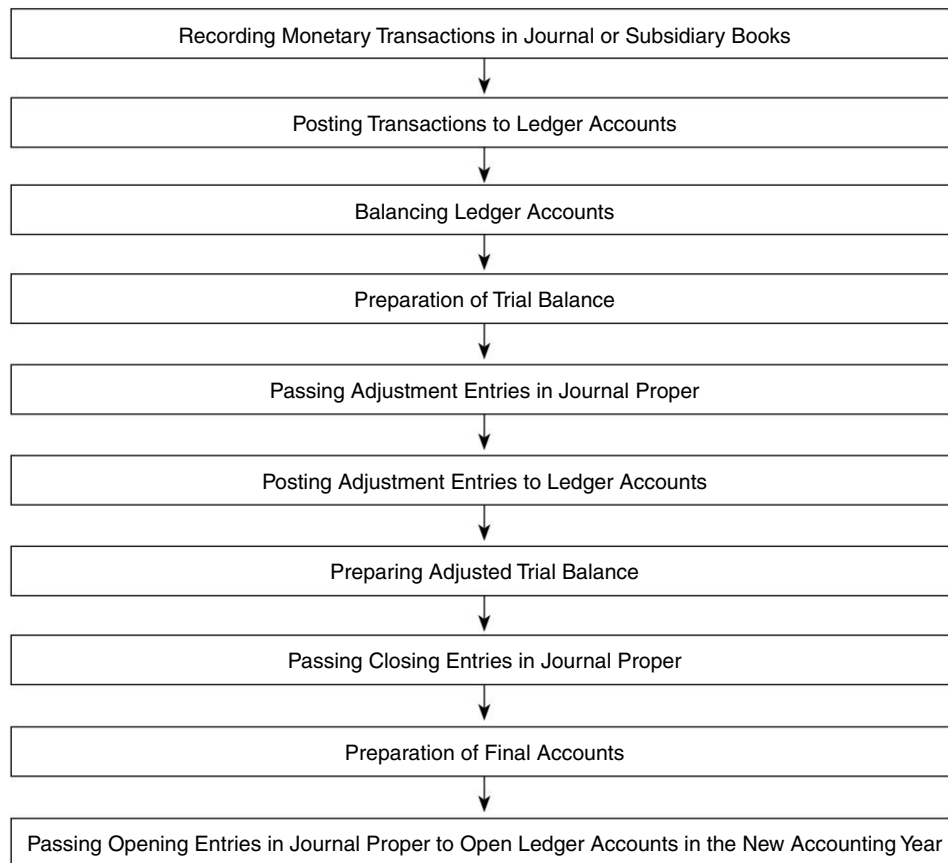 Recording Monetary Transactions in Journal or Subsidiary Books
Posting Transactions to Ledger Accounts
Balancing Ledger Accounts
Preparation of Trial Balance
Passing Adjustment Entries in Journal Proper
Posting Adjustment Entries to Ledger Accounts
Preparing Adjusted Trial Balance
Passing Closing Entries in Journal Proper
Preparation of Final Accounts
Passing Opening Entries in Journal Proper to Open Ledger Accounts in the New Accounting Year